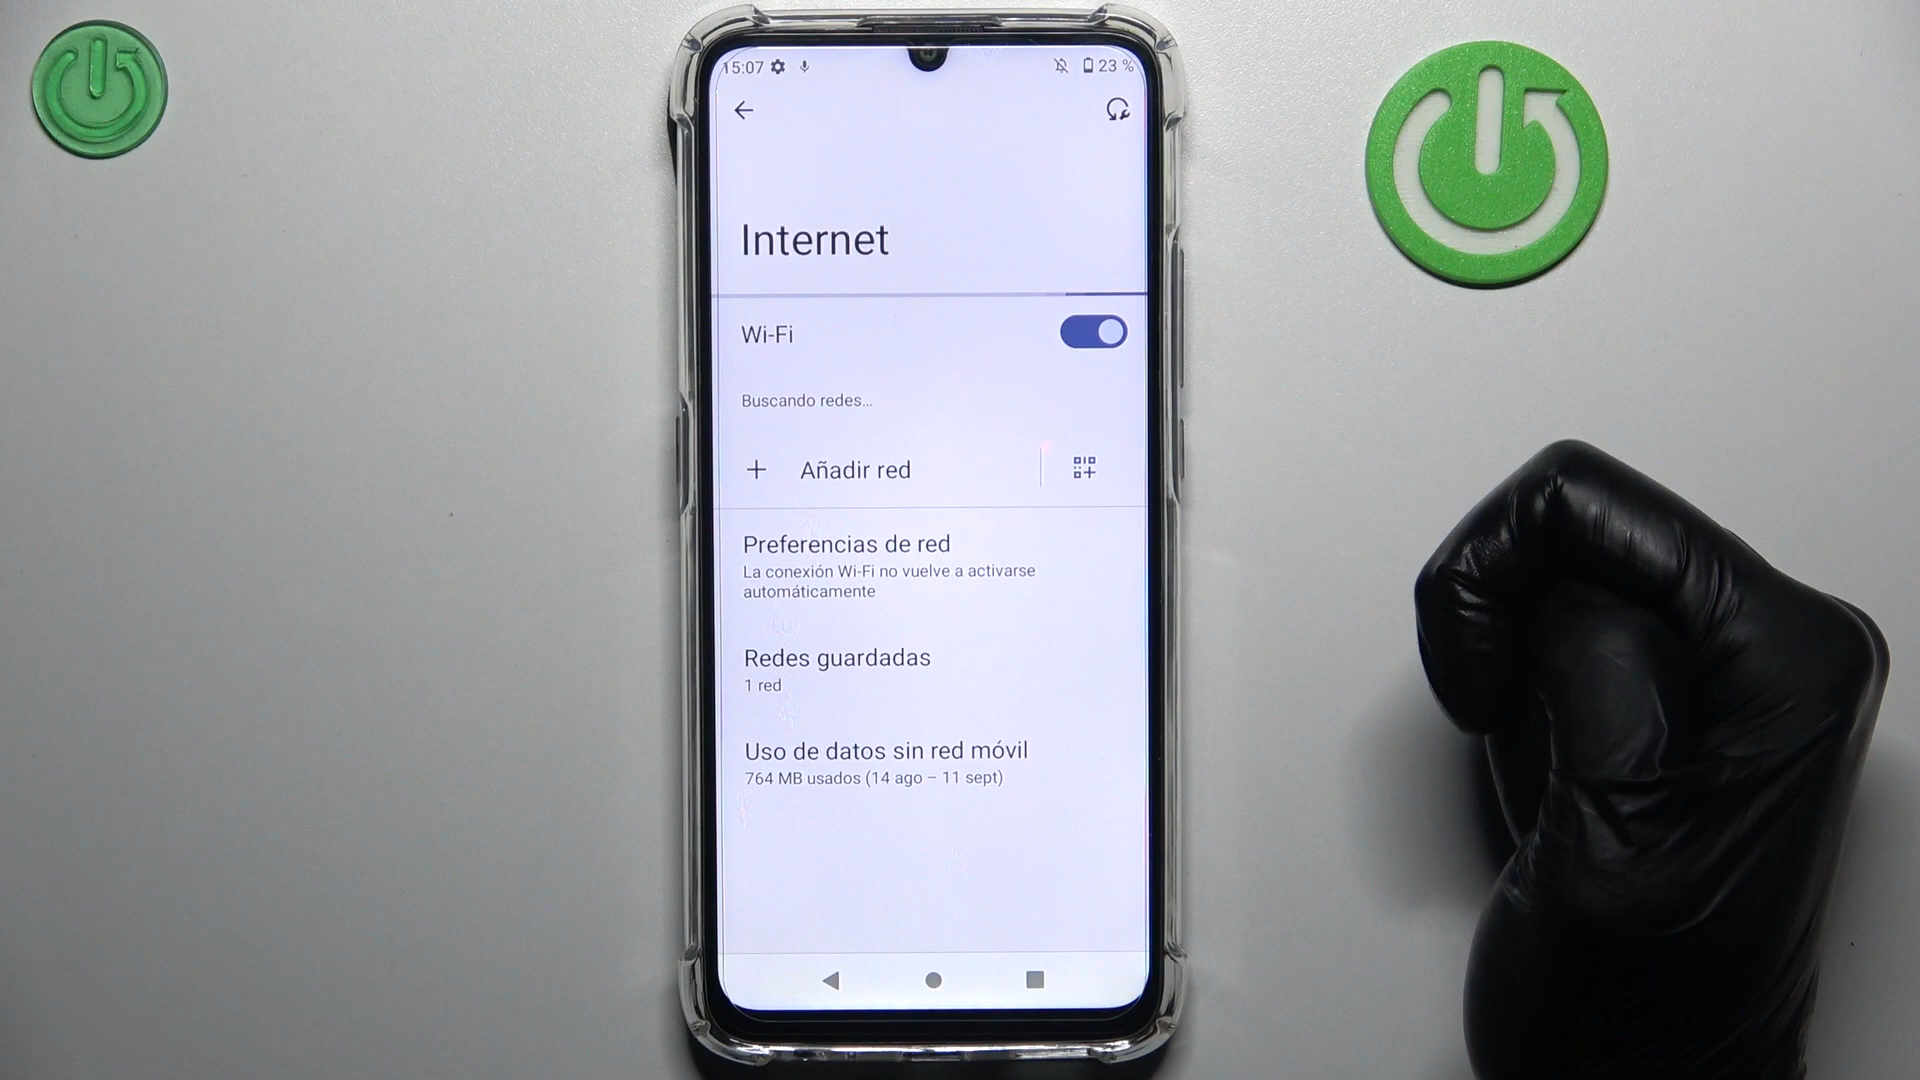 15:07 23 %
Internet
Wi-Fi
Buscando redes...
Añadir red
Preferencias de red
La conexión Wi-Fi no vuelve a activarse
automáticamente
Redes guardadas
1 red
Uso de datos sin red móvil
764 MB usados (14 ago – 11 sept)